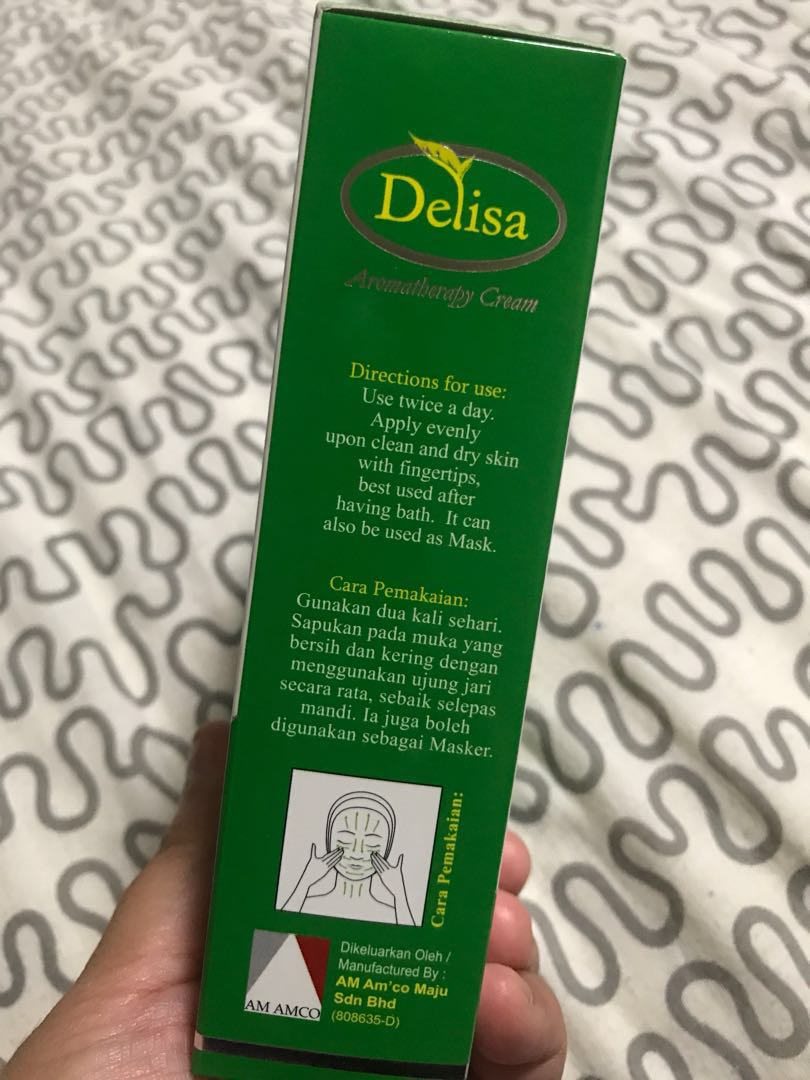 Delisa
Aromatherapy Cream
Directions for use:
Use twice a day.
Apply evenly
upon clean and dry skin
with fingertips,
best used after
having bath. It can
also be used as Mask.
Cara Pemakaian:
Gunakan dua kali sehari.
Sapukan pada muka yang
bersih dan kering dengan
menggunakan ujung jari
secara rata, sebaik selepas
mandi. Ia juga boleh
digunakan sebagai Masker.
Cara Pemakaian:
AM AMCO
Dikeluarkan Oleh /
Manufactured By :
AM Am'co Maju
Sdn Bhd
(808635-D)